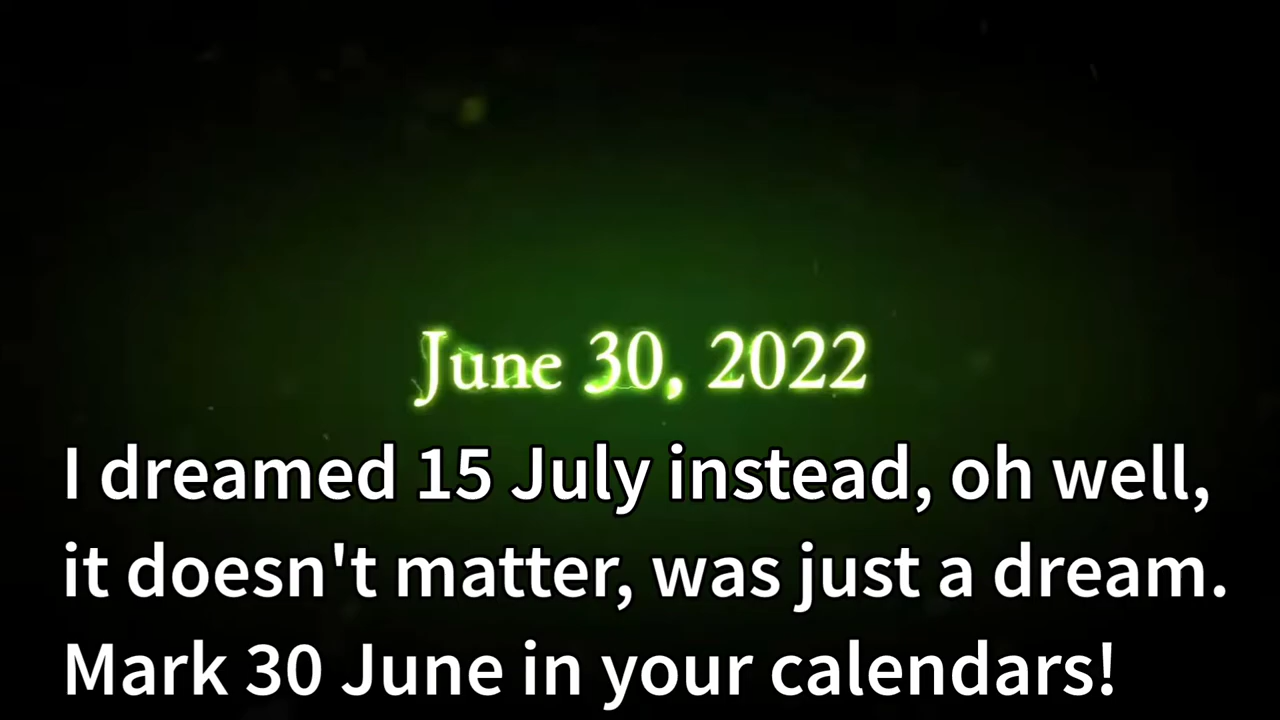 June 30, 2022
I dreamed 15 July instead, oh well,
it doesn't matter, was just a dream.
Mark 30 June in your calendars!